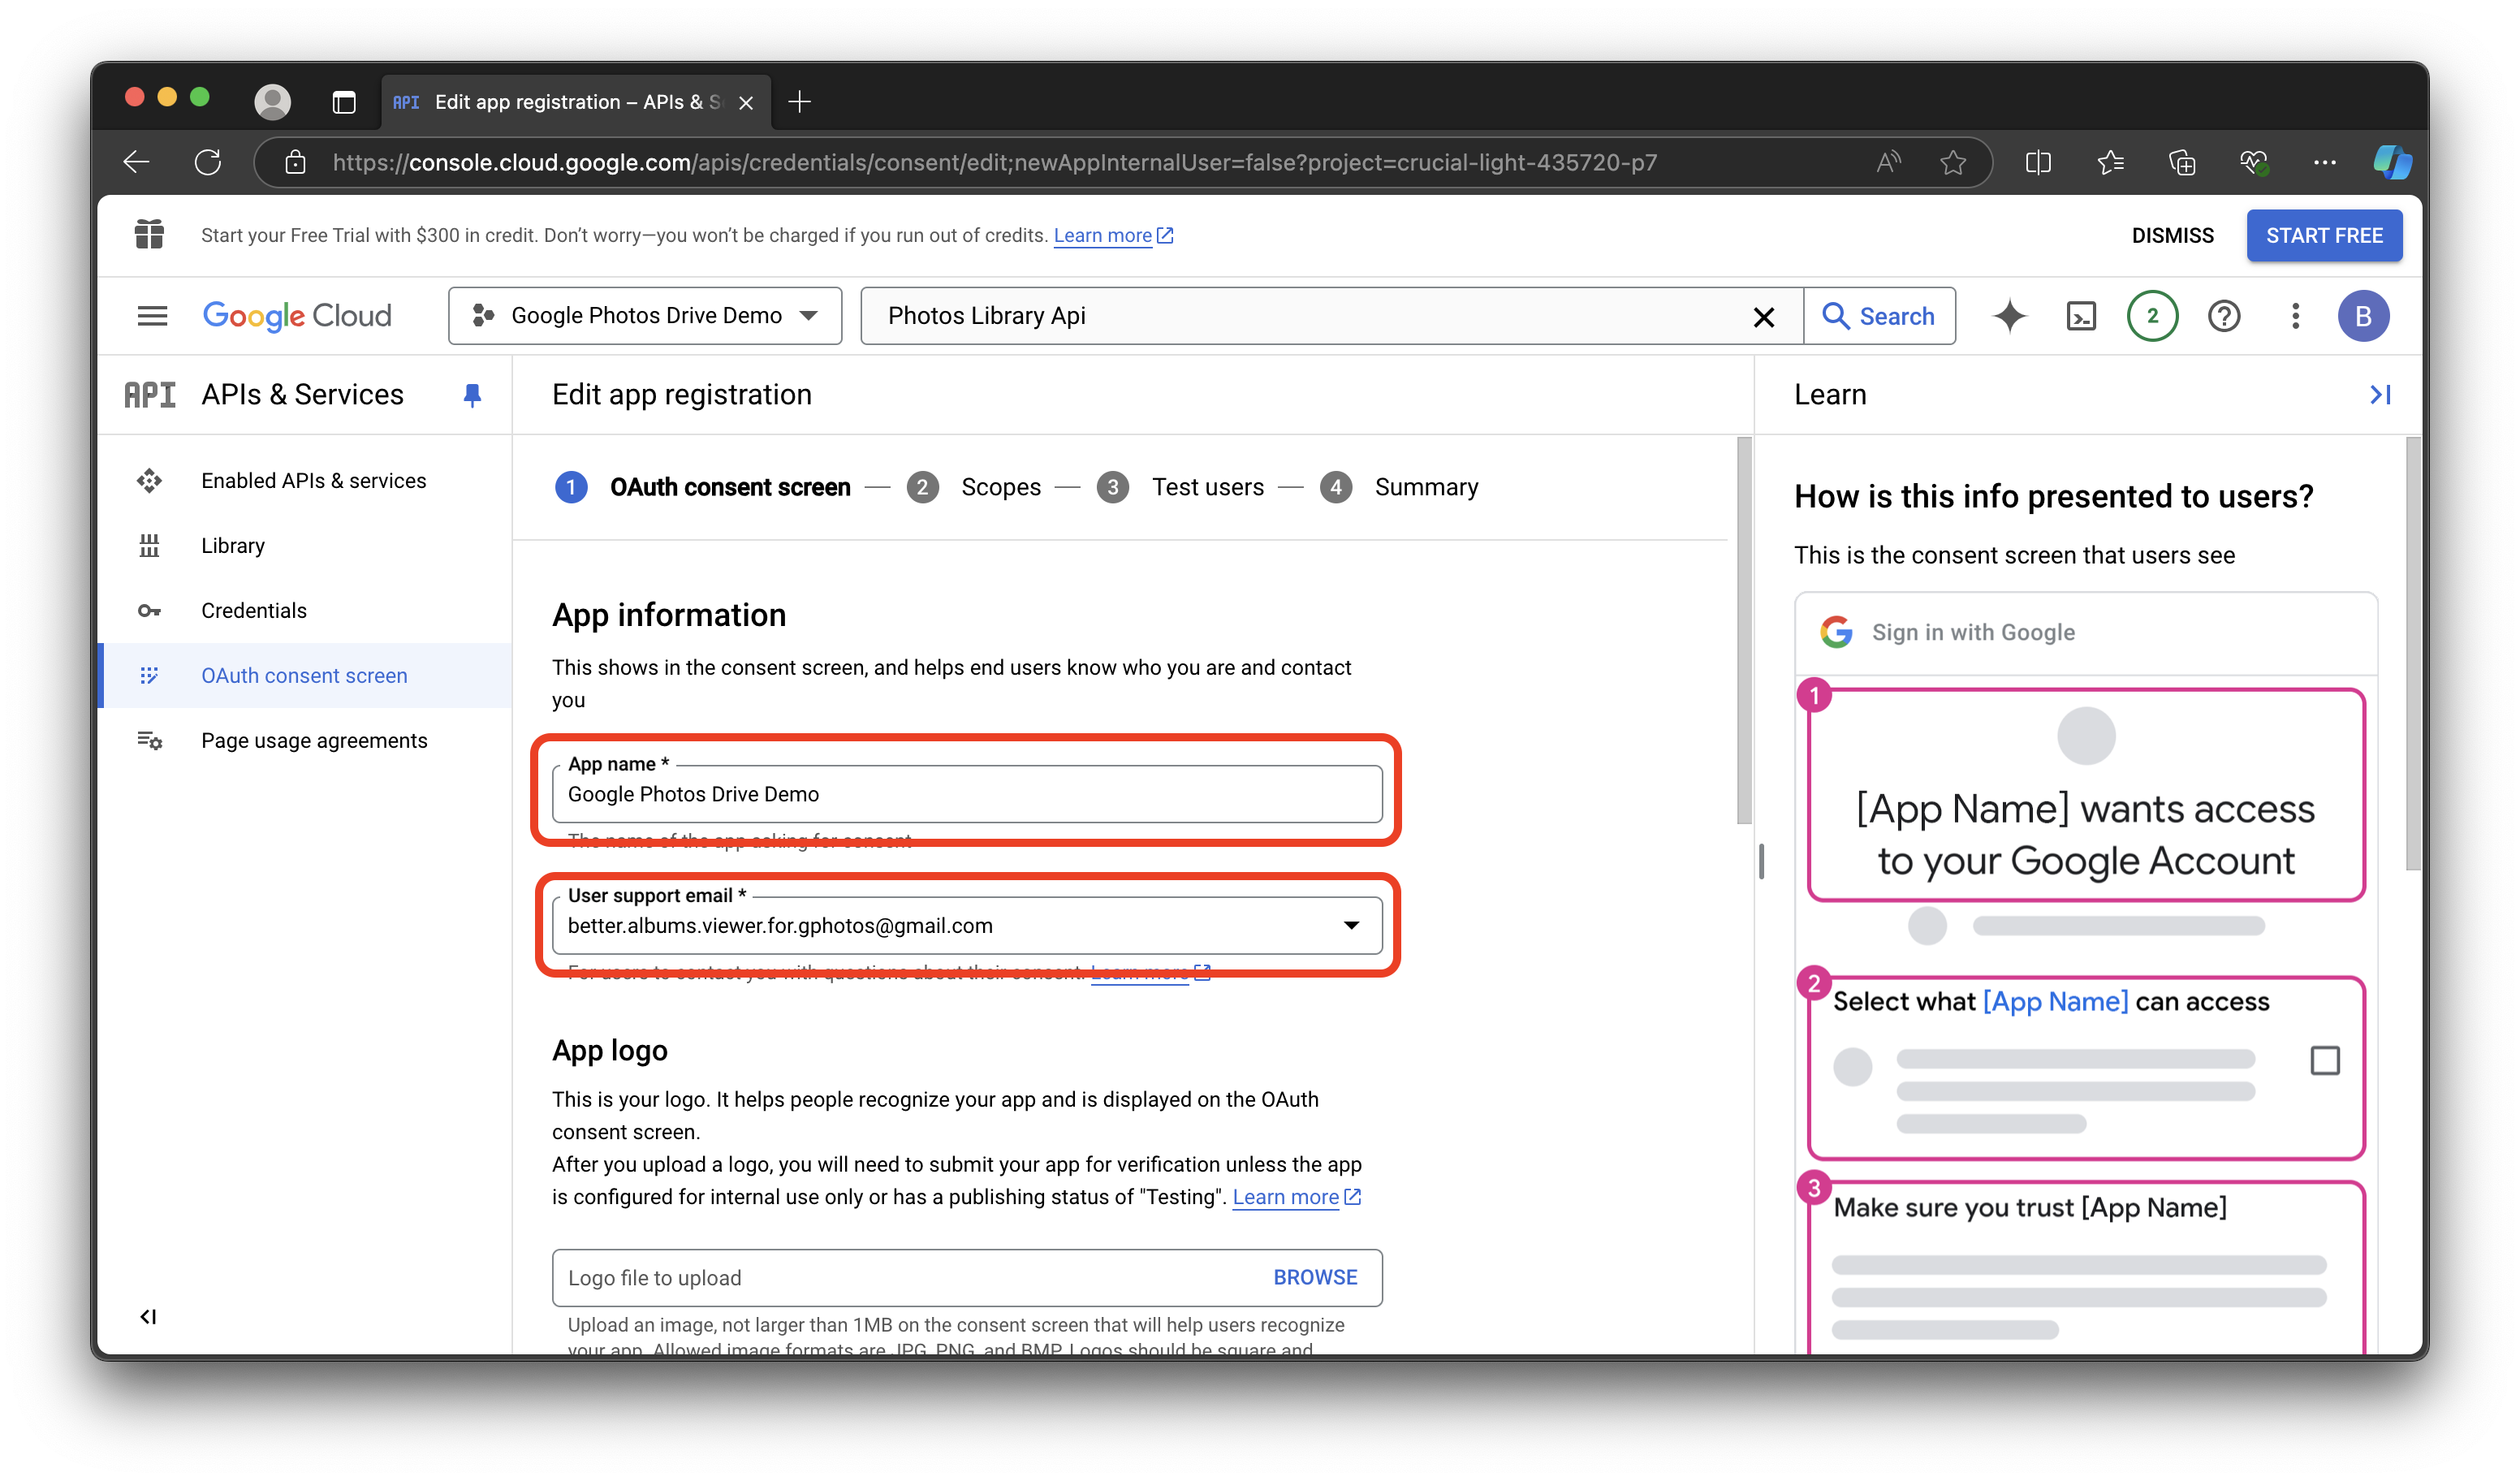 API Edit app registration – APIs & S
https://console.cloud.google.com/apis/credentials/consent/edit;newAppInternalUser=false?project=crucial-light-435720-p7
Start your Free Trial with $300 in credit. Don't worry—you won't be charged if you run out of credits. Learn more
DISMISS
START FREE
Google Cloud
Google Photos Drive Demo
Photos Library Api
Search
2
B
API APIs & Services
Enabled APIs & services
Library
Credentials
OAuth consent screen
Page usage agreements
Edit app registration
1 OAuth consent screen — 2 Scopes — 3 Test users — 4 Summary
App information
This shows in the consent screen, and helps end users know who you are and contact
you
App name *
Google Photos Drive Demo
The name of the app asking for consent
User support email *
better.albums.viewer.for.gphotos@gmail.com
For users to contact you with questions about their consent. Learn more
App logo
This is your logo. It helps people recognize your app and is displayed on the OAuth
consent screen.
After you upload a logo, you will need to submit your app for verification unless the app
is configured for internal use only or has a publishing status of "Testing". Learn more
Logo file to upload
BROWSE
Upload an image, not larger than 1MB on the consent screen that will help users recognize
your app. Allowed image formats are JPG, PNG, and BMP. Logos should be square and
Learn
How is this info presented to users?
This is the consent screen that users see
Sign in with Google
1
[App Name] wants access
to your Google Account
2
Select what [App Name] can access
3
Make sure you trust [App Name]